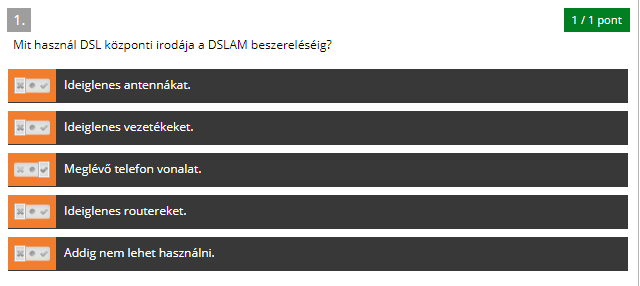 1.
1 / 1 pont
Mit használ DSL központi irodája a DSLAM beszereléséig?
Ideiglenes antennákat.
Ideiglenes vezetékeket.
Meglévő telefon vonalat.
Ideiglenes routereket.
Addig nem lehet használni.